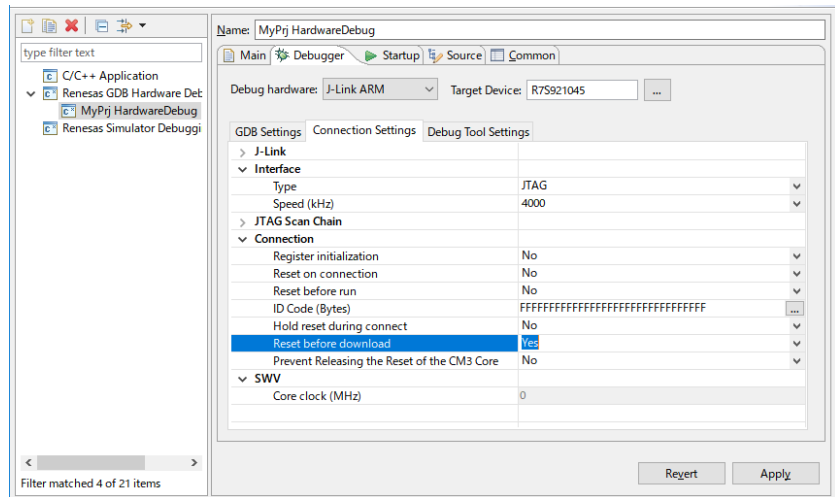 type filter text
C/C++ Application
Renesas GDB Hardware Deb
MyPrj HardwareDebug
Renesas Simulator Debuggi
Filter matched 4 of 21 items
Name: MyPrj HardwareDebug
Main Debugger Startup Source Common
Debug hardware: J-Link ARM Target Device: R7S921045 ...
GDB Settings Connection Settings Debug Tool Settings
J-Link
Interface
Type JTAG
Speed (kHz) 4000
JTAG Scan Chain
Connection
Register initialization No
Reset on connection No
Reset before run No
ID Code (Bytes) FFFFFFFFFFFFFFFFFFFFFFFFFFFFFFFF ...
Hold reset during connect No
Reset before download Yes
Prevent Releasing the Reset of the CM3 Core No
SWV
Core clock (MHz) 0
Revert Apply